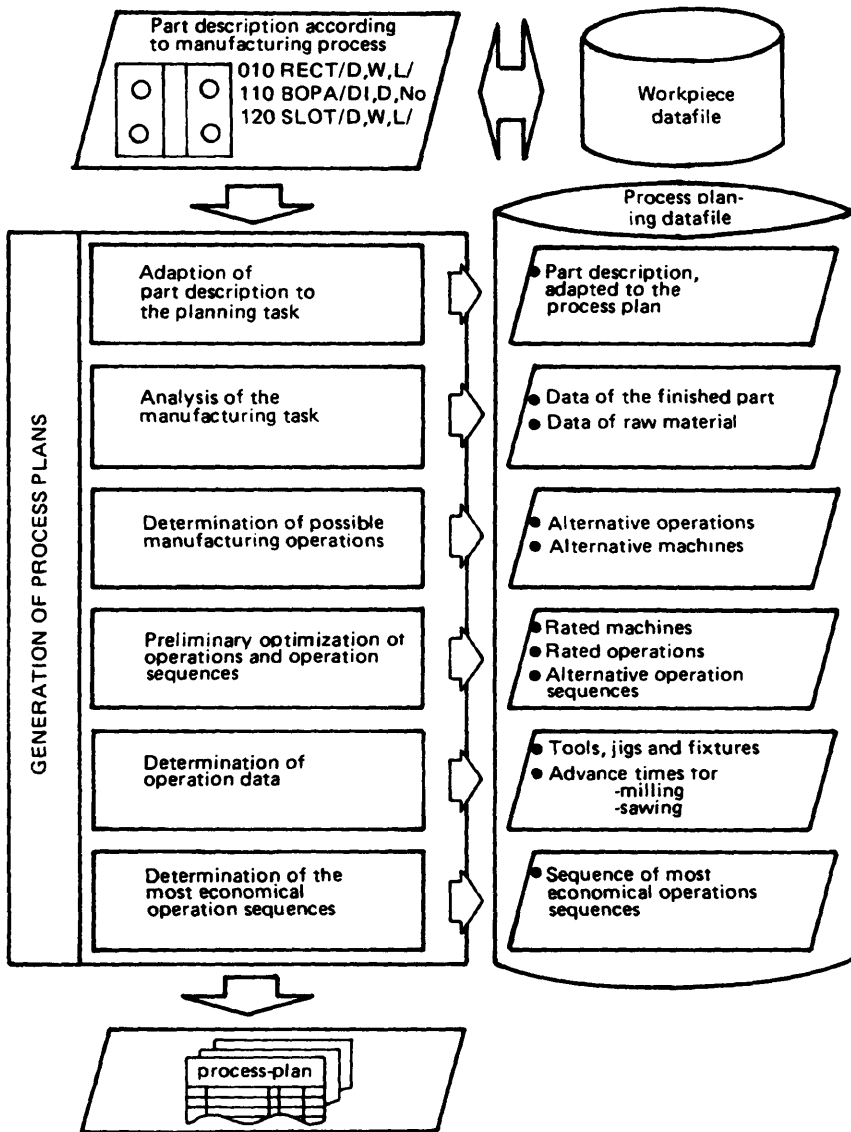 Part description according
to manufacturing process
010 RECT/D,W,L/
110 BOPA/DI,D,No
120 SLOT/D,W,L/
Workpiece
datafile
Process plan-
ing datafile
GENERATION OF PROCESS PLANS
Adaption of
part description to
the planning task
Part description,
adapted to the
process plan
Analysis of the
manufacturing task
Data of the finished part
Data of raw material
Determination of possible
manufacturing operations
Alternative operations
Alternative machines
Preliminary optimization of
operations and operation
sequences
Rated machines
Rated operations
Alternative operation
sequences
Determination of
operation data
Tools, jigs and fixtures
Advance times for
-milling
-sawing
Determination of the
most economical
operation sequences
Sequence of most
economical operations
sequences
process-plan